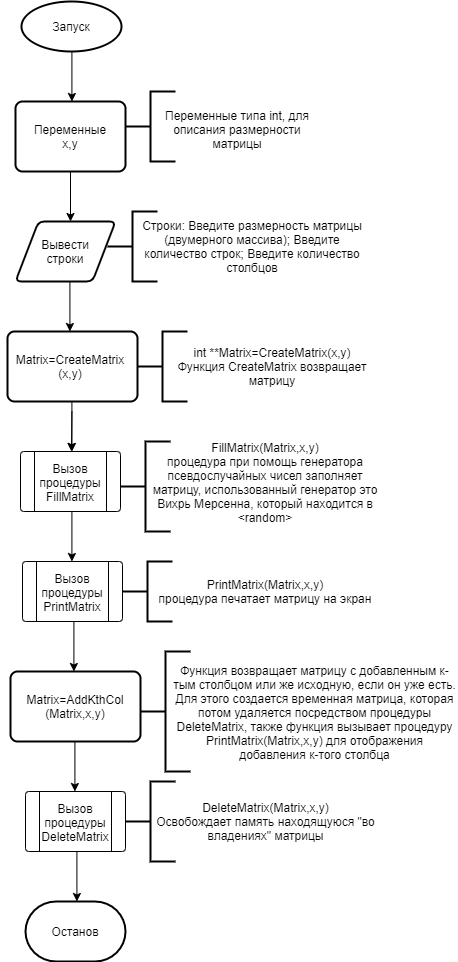 Запуск
Переменные
x,y
Переменные типа int, для
описания размерности
матрицы
Вывести
строки
Строки: Введите размерность матрицы
(двумерного массива); Введите
количество строк; Введите количество
столбцов
Matrix=CreateMatrix
(x,y)
int **Matrix=CreateMatrix(x,y)
Функция CreateMatrix возвращает
матрицу
Вызов
процедуры
FillMatrix
FillMatrix(Matrix,x,y)
процедура при помощь генератора
псевдослучайных чисел заполняет
матрицу, использованный генератор это
Вихрь Мерсенна, который находится в
<random>
Вызов
процедуры
PrintMatrix
PrintMatrix(Matrix,x,y)
процедура печатает матрицу на экран
Matrix=AddKthCol
(Matrix,x,y)
Функция возвращает матрицу с добавленным к-
тым столбцом или же исходную, если он уже есть.
Для этого создается временная матрица, которая
потом удаляется посредством процедуры
DeleteMatrix, также функция вызывает процедуру
PrintMatrix(Matrix,x,y) для отображения
добавления к-того столбца
Вызов
процедуры
DeleteMatrix
DeleteMatrix(Matrix,x,y)
Освобождает память находящуюся "во
владениях" матрицы
Останов